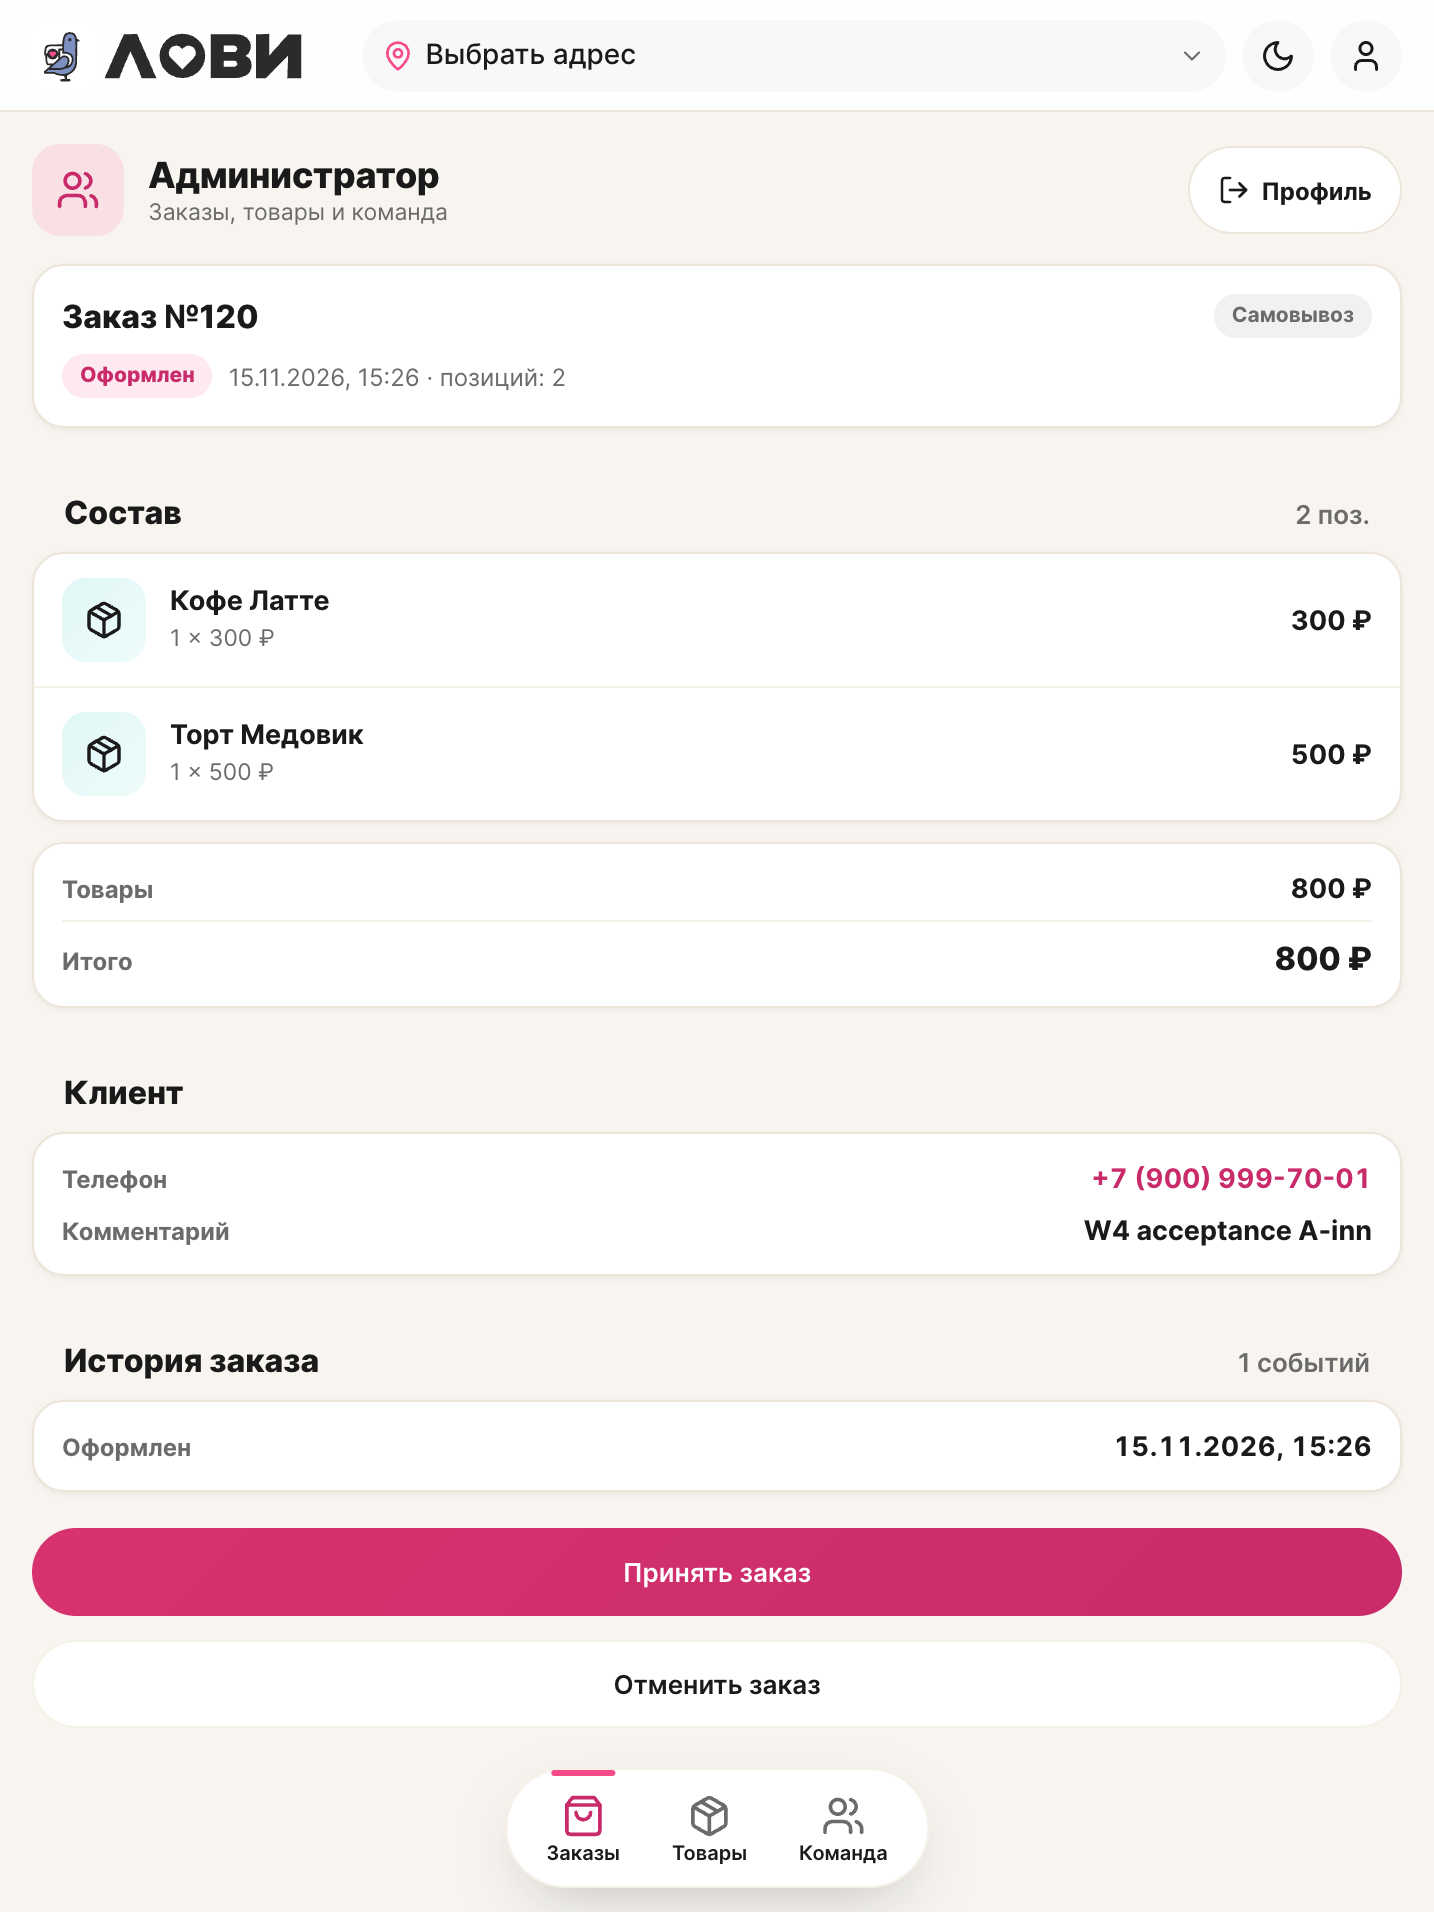 ЛОВИ
Выбрать адрес
Администратор
Заказы, товары и команда
Профиль
Заказ №120
Самовывоз
Оформлен
15.11.2026, 15:26 · позиций: 2
Состав
2 поз.
Кофе Латте
1 × 300 ₽
300 ₽
Торт Медовик
1 × 500 ₽
500 ₽
Товары
800 ₽
Итого
800 ₽
Клиент
Телефон
+7 (900) 999-70-01
Комментарий
W4 acceptance A-inn
История заказа
1 событий
Оформлен
15.11.2026, 15:26
Принять заказ
Отменить заказ
Заказы
Товары
Команда